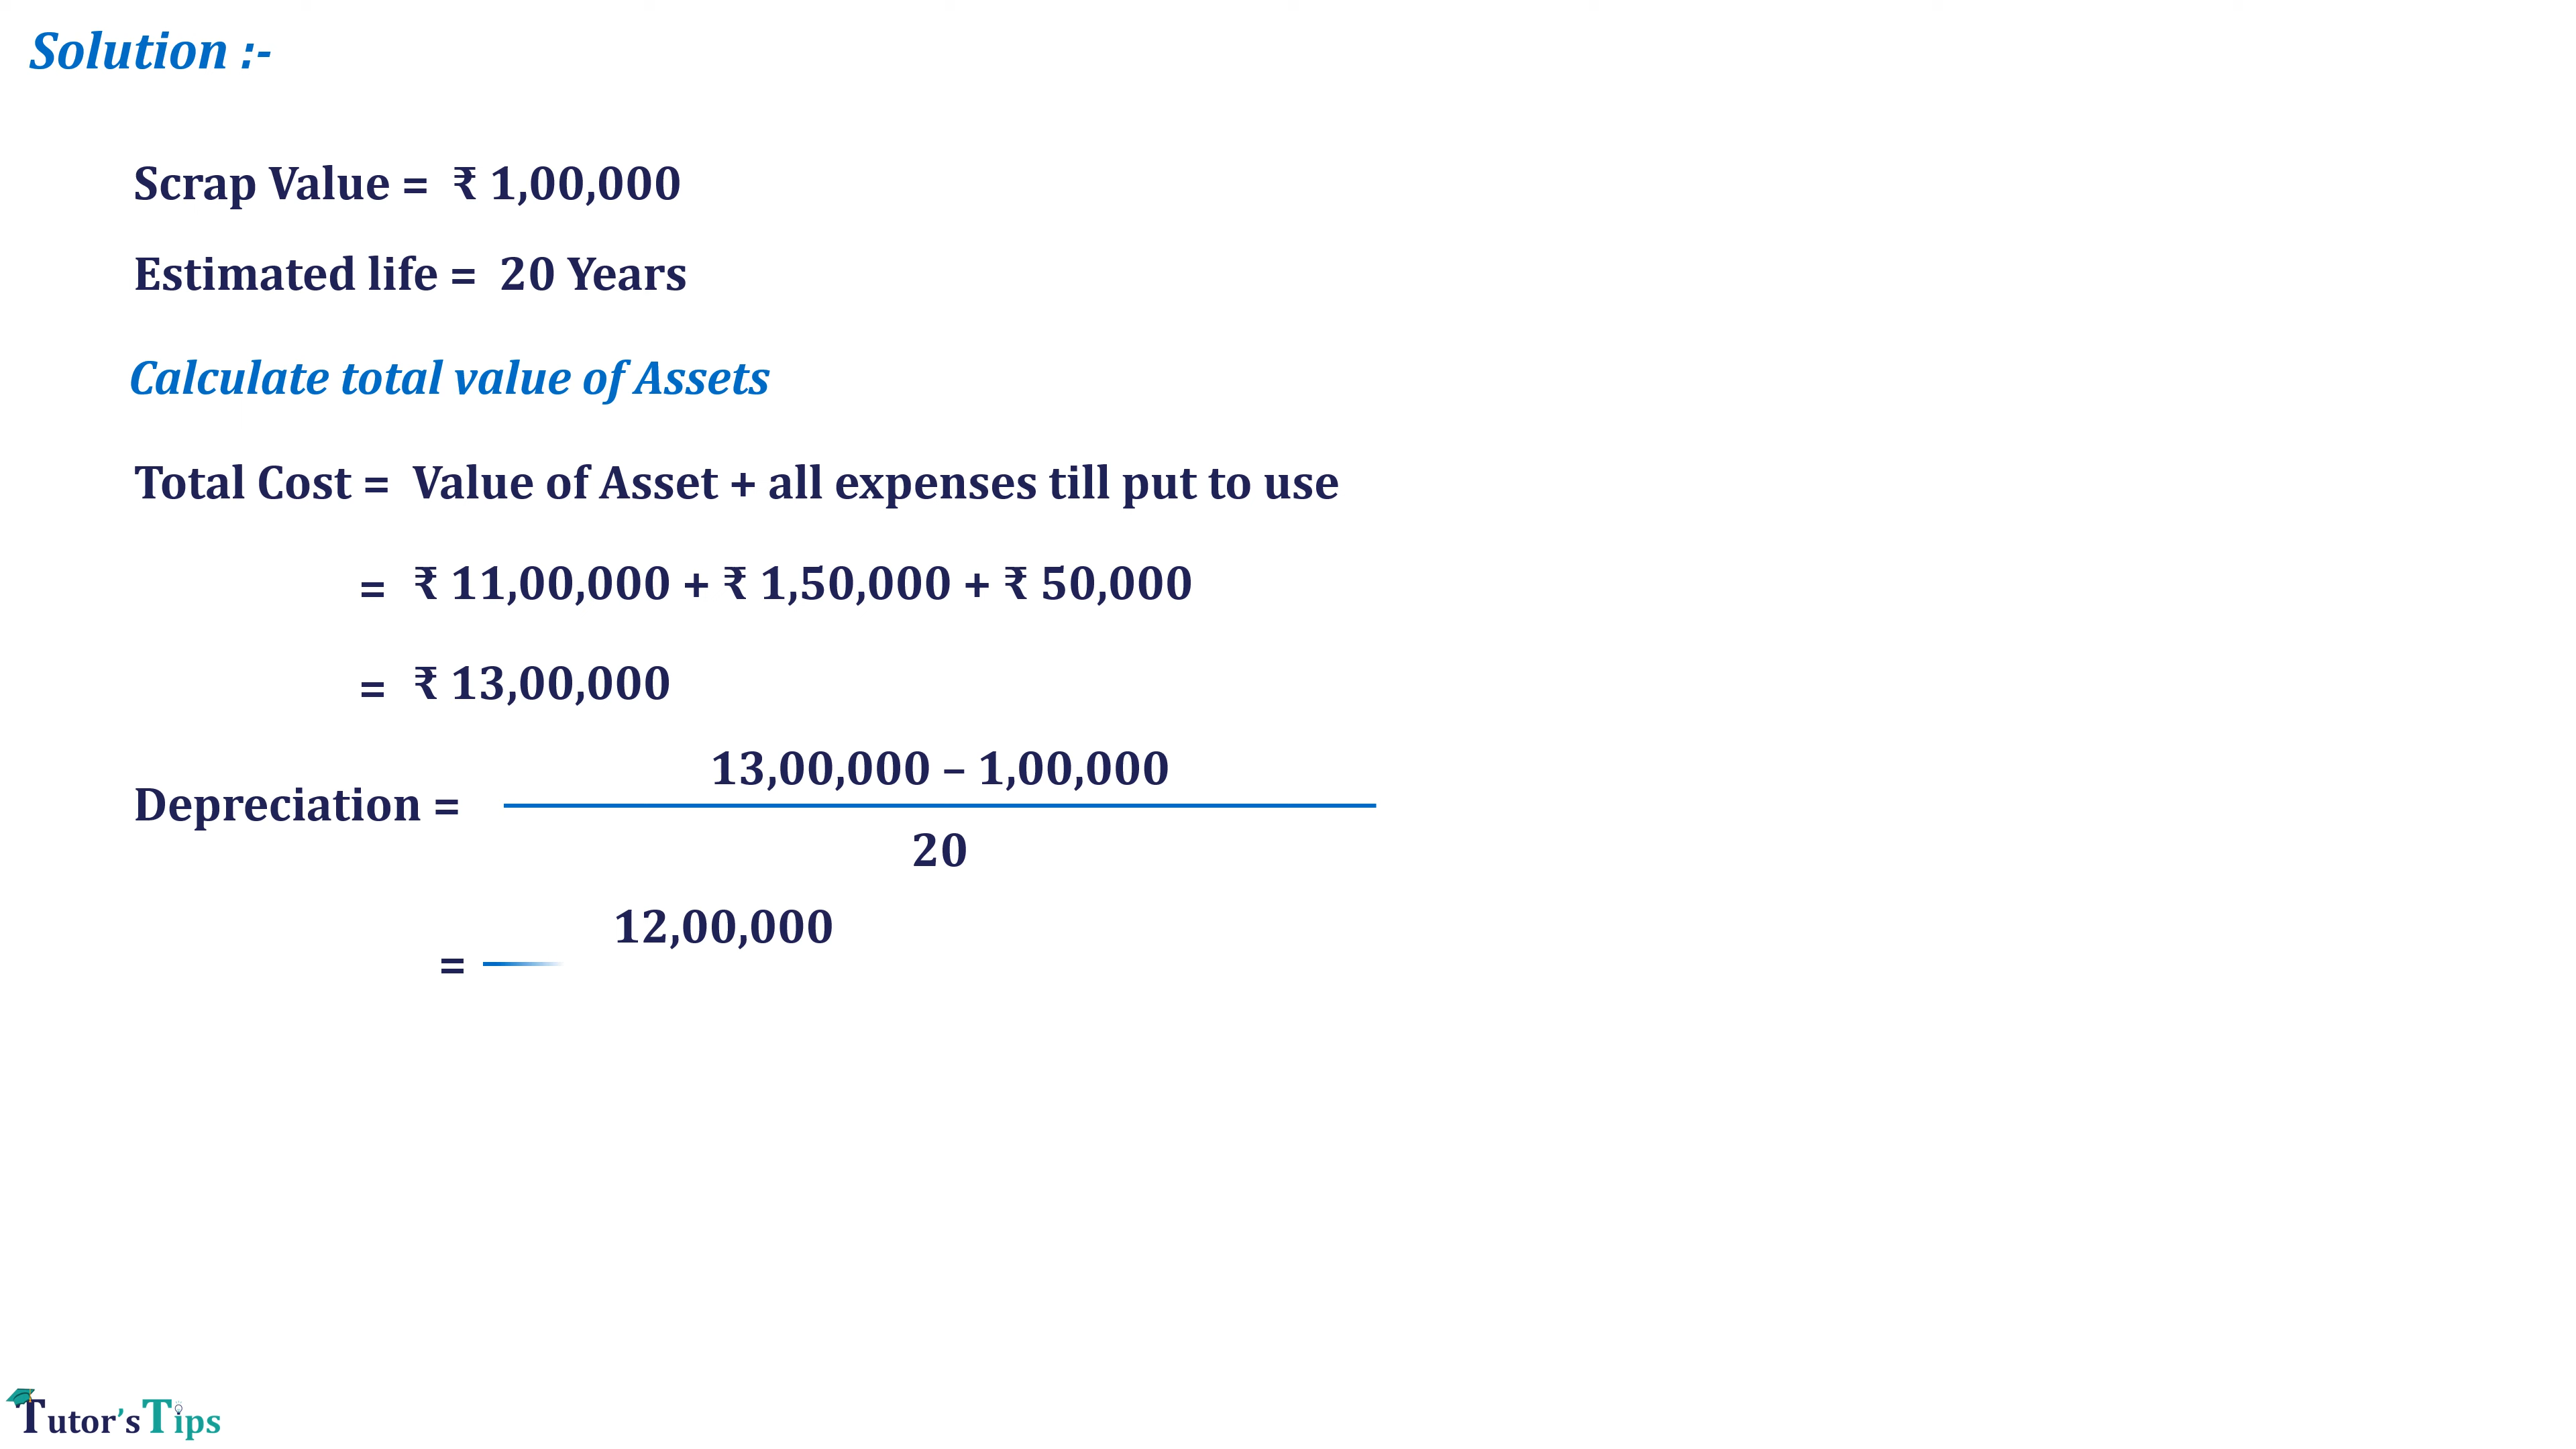 Solution :-
Scrap Value = ₹ 1,00,000
Estimated life = 20 Years
Calculate total value of Assets
Total Cost = Value of Asset + all expenses till put to use
= ₹ 11,00,000 + ₹ 1,50,000 + ₹ 50,000
= ₹ 13,00,000
13,00,000 – 1,00,000
Depreciation =
20
12,00,000
=
Tutor's Tips